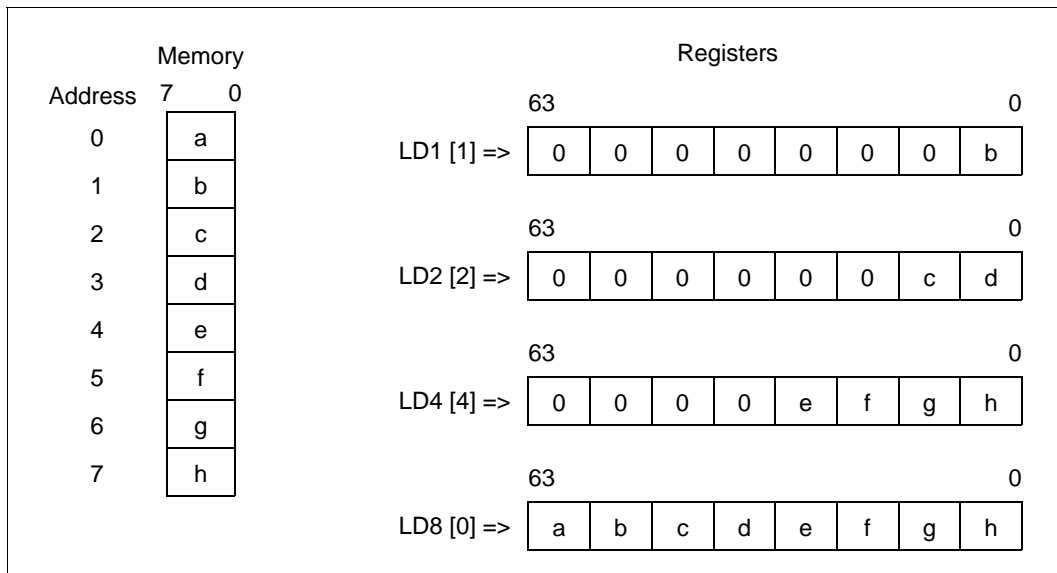 Memory
Address 7 0
0 a
1 b
2 c
3 d
4 e
5 f
6 g
7 h
Registers
63 0
LD1 [1] => 0 0 0 0 0 0 0 b
63 0
LD2 [2] => 0 0 0 0 0 0 c d
63 0
LD4 [4] => 0 0 0 0 e f g h
63 0
LD8 [0] => a b c d e f g h